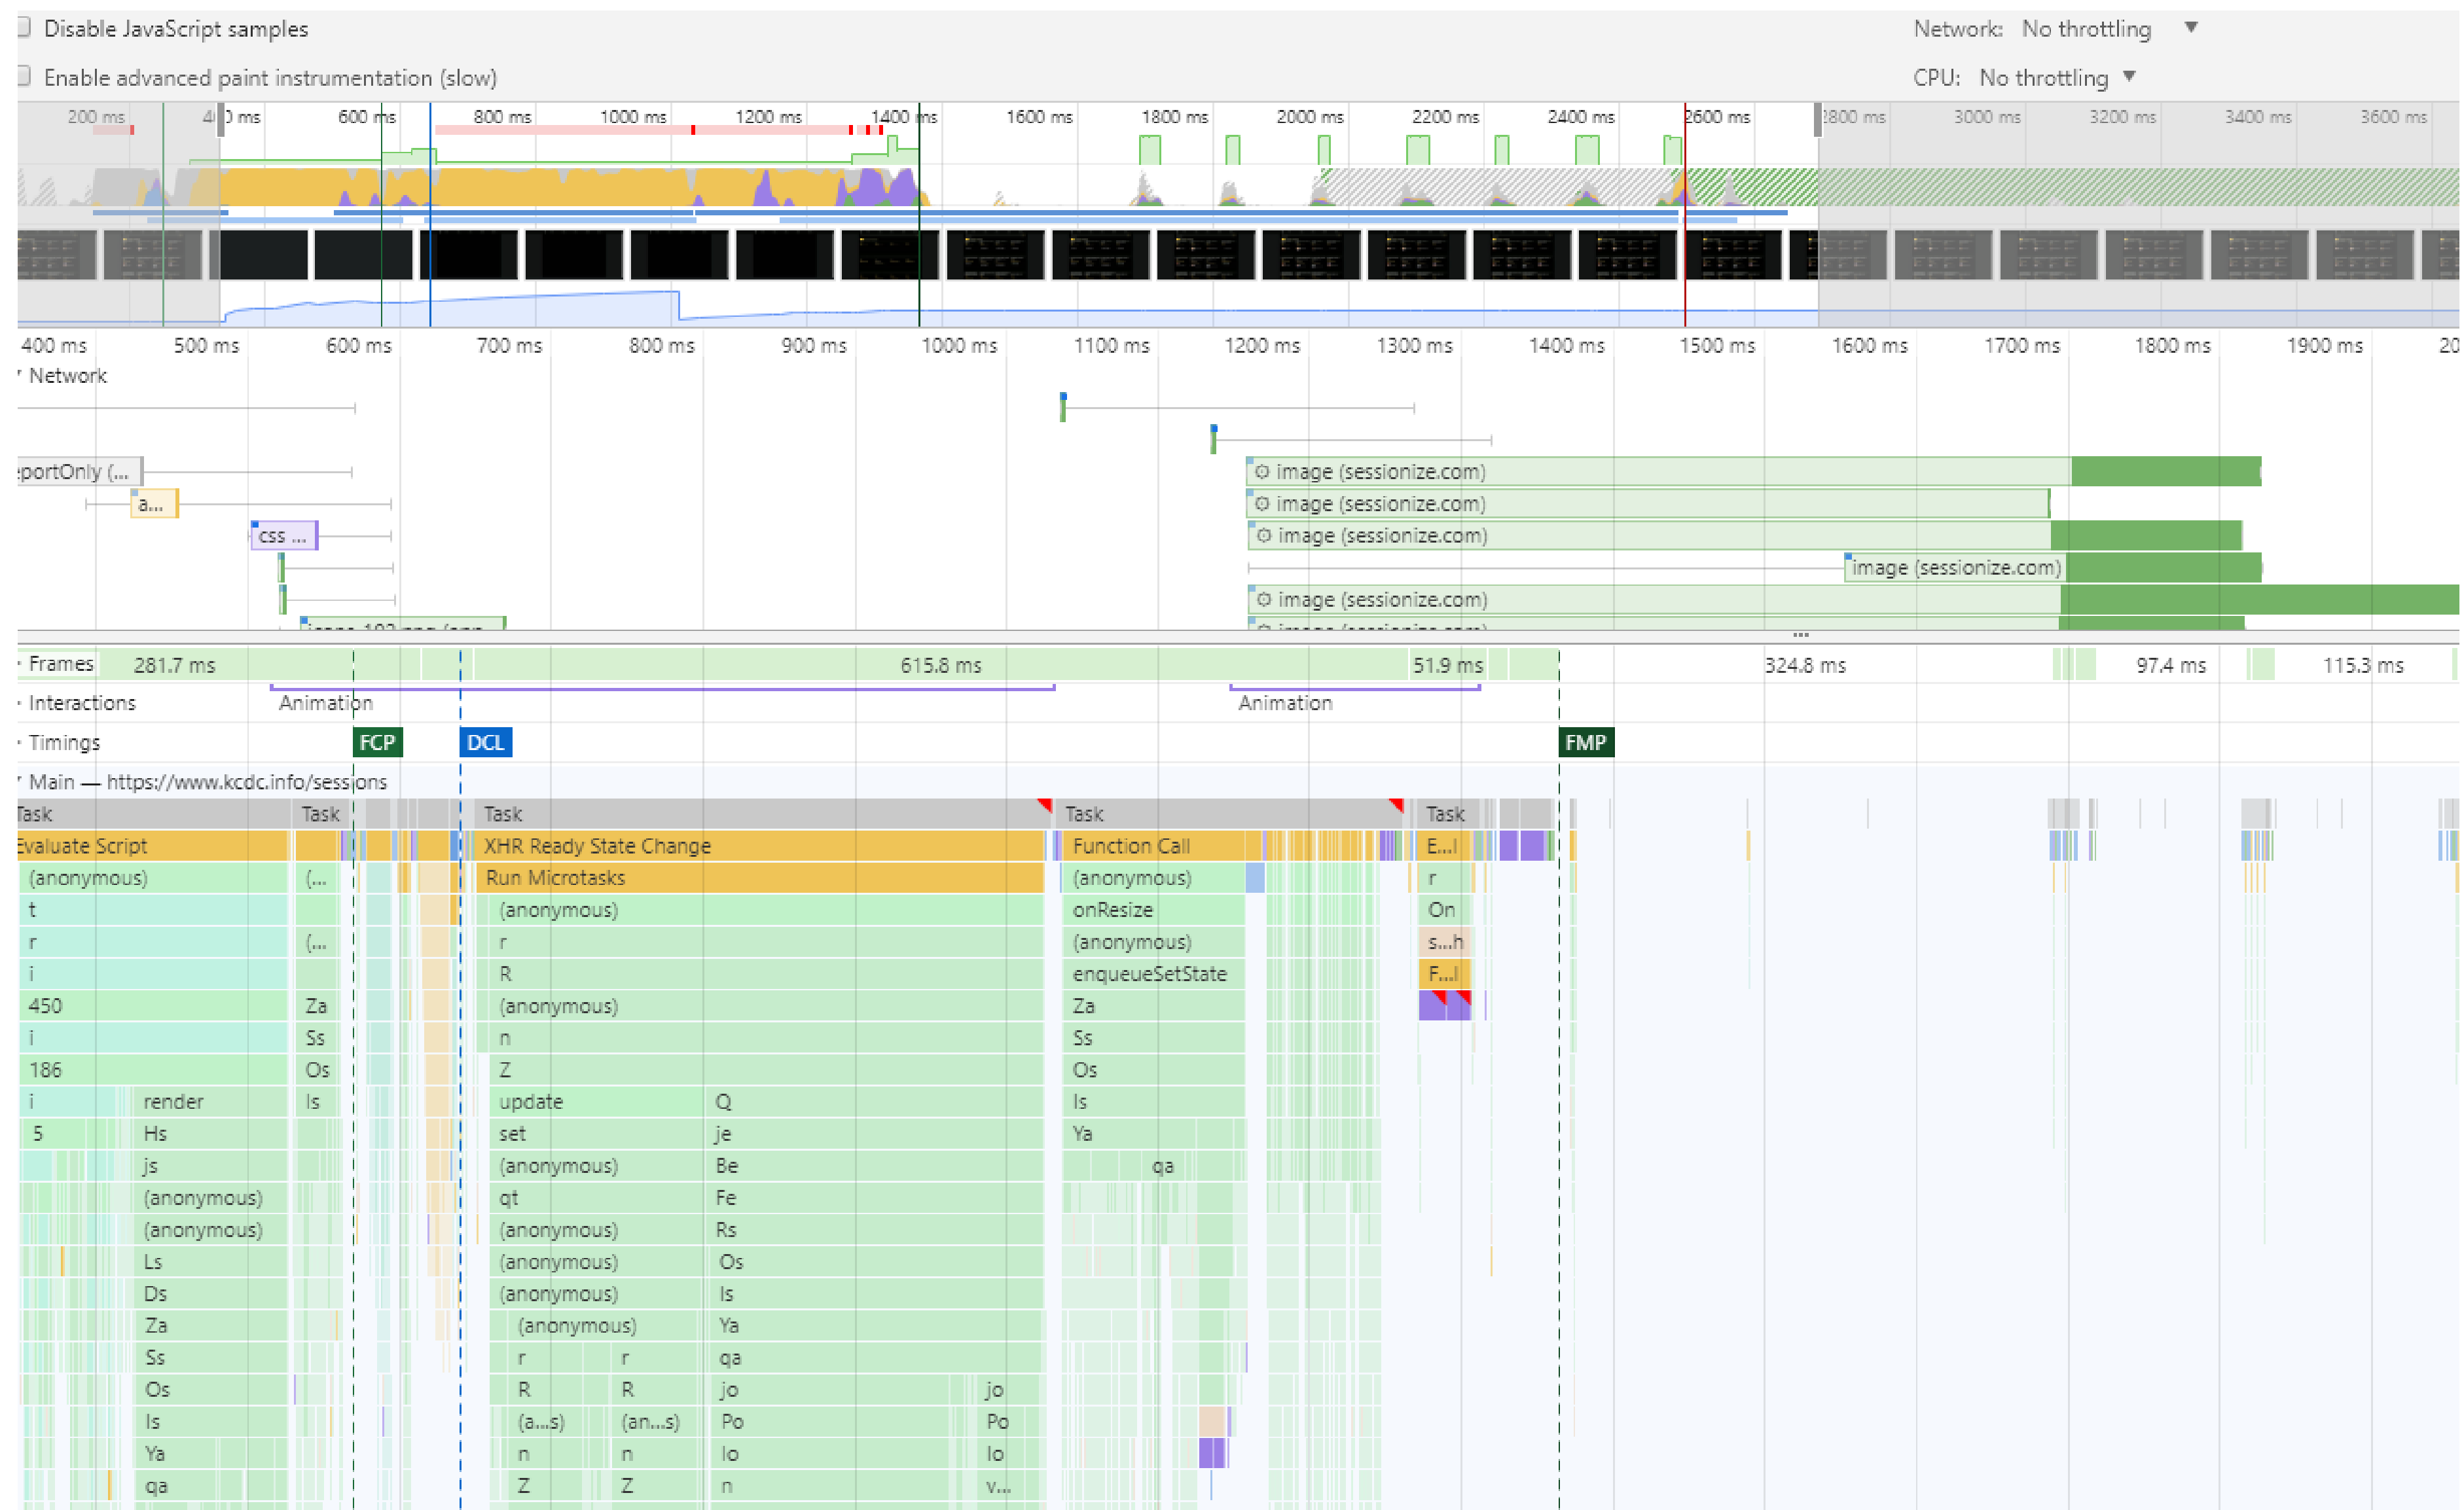 Disable JavaScript samples Network: No throttling
Enable advanced paint instrumentation (slow) CPU: No throttling
200 ms 600 ms 800 ms 1000 ms 1200 ms 1400 ms 1600 ms 1800 ms 2000 ms 2200 ms 2400 ms 2600 ms 3000 ms 3200 ms 3400 ms 3600 ms
400 ms 500 ms 600 ms 700 ms 800 ms 900 ms 1000 ms 1100 ms 1200 ms 1300 ms 1400 ms 1500 ms 1600 ms 1700 ms 1800 ms 1900 ms 20
Network
portOnly (... image (sessionize.com)
a... image (sessionize.com)
css ... image (sessionize.com)
image (sessionize.com)
image (sessionize.com)
Frames 281.7 ms 615.8 ms 51.9 ms 324.8 ms 97.4 ms 115.3 ms
Interactions Animation Animation
Timings FCP DCL FMP
Main — https://www.kcdc.info/sessions
Task Task Task Task Task
Evaluate Script XHR Ready State Change Function Call E...l
(anonymous) (... Run Microtasks (anonymous) r
t (anonymous) onResize On
r (... r (anonymous) s...h
i R enqueueSetState F...l
450 Za (anonymous) Za
i Ss n Ss
186 Os Z Os
i render Is update Q Is
5 Hs set je Ya
js (anonymous) Be qa
(anonymous) qt Fe
(anonymous) (anonymous) Rs
Ls (anonymous) Os
Ds (anonymous) Is
Za (anonymous) Ya
Ss r r qa
Os R R jo jo
Is (a...s) (an...s) Po Po
Ya n n lo lo
qa Z Z n v...